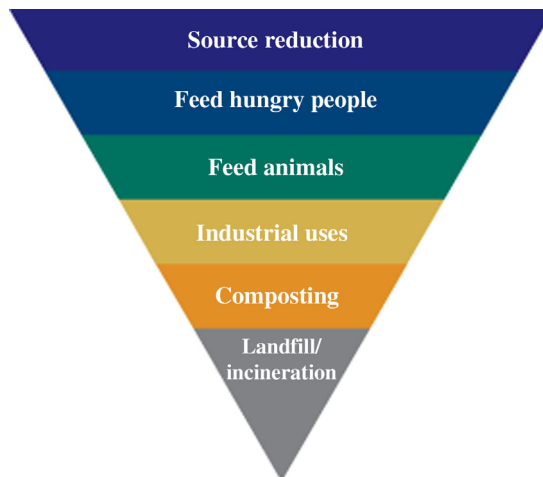 Source reduction
Feed hungry people
Feed animals
Industrial uses
Composting
Landfill/
incineration